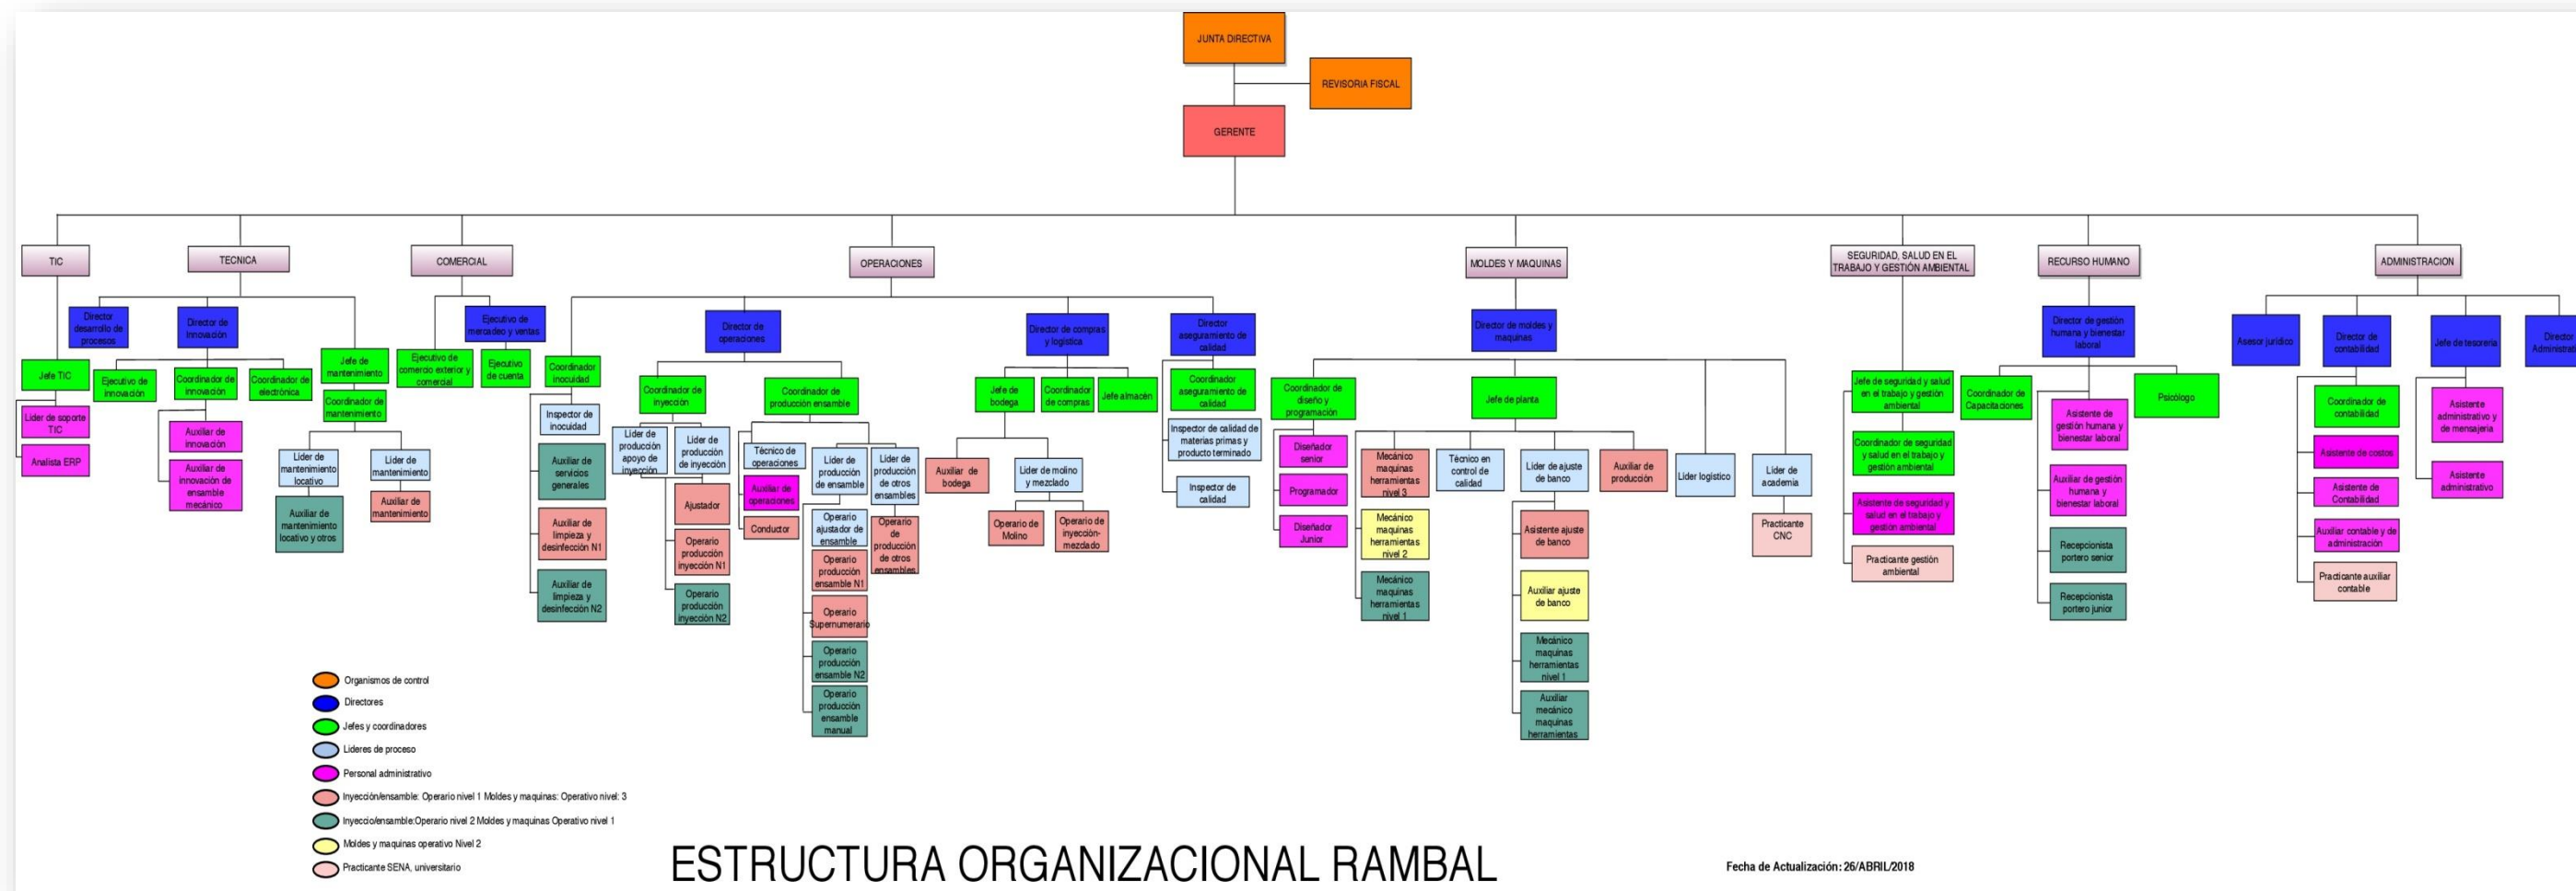 JUNTA DIRECTIVA
REVISORIA FISCAL
GERENTE
TIC
TECNICA
COMERCIAL
OPERACIONES
MOLDES Y MAQUINAS
SEGURIDAD, SALUD EN EL
TRABAJO Y GESTIÓN AMBIENTAL
RECURSO HUMANO
ADMINISTRACION
Jefe TIC
Lider de soporte
TIC
Analista ERP
Director
desarrollo de
procesos
Director de
Innovación
Ejecutivo de
innovación
Coordinador de
innovación
Coordinador de
electrónica
Auxiliar de
innovación
Auxiliar de
innovación de
ensamble
mecánico
Jefe de
mantenimiento
Coordinador de
mantenimiento
Lider de
mantenimiento
locativo
Auxiliar de
mantenimiento
locativo y otros
Lider de
mantenimiento
Auxiliar de
mantenimiento
Ejecutivo de
mercadeo y ventas
Ejecutivo de
comercio exterior y
comercial
Ejecutivo
de cuenta
Coordinador
inocuidad
Inspector de
inocuidad
Auxiliar de
servicios
generales
Auxiliar de
limpieza y
desinfección N1
Auxiliar de
limpieza y
desinfección N2
Director de
operaciones
Coordinador de
inyección
Lider de
producción
apoyo de
inyección
Lider de
producción
de inyección
Ajustador
Operario
producción
inyección N1
Operario
producción
inyección N2
Coordinador de
producción ensamble
Técnico de
operaciones
Auxiliar de
operaciones
Conductor
Lider de
producción
de ensamble
Operario
ajustador de
ensamble
Operario
producción
ensamble N1
Operario
Supernumerario
Operario
producción
ensamble N2
Operario
producción
ensamble
manual
Lider de
producción
de otros
ensambles
Operario
de
producción
de otros
ensambles
Director de compras
y logistica
Jefe de
bodega
Coordinador
de compras
Jefe almacén
Auxiliar de
bodega
Lider de molino
y mezclado
Operario de
Molino
Operario de
inyección-
mezclado
Director
aseguramiento de
calidad
Coordinador
aseguramiento de
calidad
Inspector de calidad de
materias primas y
producto terminado
Inspector de
calidad
Director de moldes y
maquinas
Coordinador de
diseño y
programación
Diseñador
senior
Programador
Diseñador
Junior
Jefe de planta
Mecánico
maquinas
herramientas
nivel 3
Mecánico
maquinas
herramientas
nivel 2
Mecánico
maquinas
herramientas
nivel 1
Técnico en
control de
calidad
Lider de ajuste
de banco
Asistente ajuste
de banco
Auxiliar ajuste
de banco
Mecánico
maquinas
herramientas
nivel 1
Auxiliar
mecánico
maquinas
herramientas
Auxiliar de
producción
Lider logístico
Lider de
academia
Practicante
CNC
Jefe de seguridad y salud
en el trabajo y gestión
ambiental
Coordinador de seguridad
y salud en el trabajo y
gestión ambiental
Asistente de seguridad y
salud en el trabajo y
gestión ambiental
Practicante gestión
ambiental
Director de gestión
humana y bienestar
laboral
Coordinador de
Capacitaciones
Psicólogo
Asistente de
gestión humana y
bienestar laboral
Auxiliar de gestión
humana y
bienestar laboral
Recepcionista
portero senior
Recepcionista
portero junior
Asesor jurídico
Director de
contabilidad
Coordinador de
contabilidad
Asistente de costos
Asistente de
Contabilidad
Auxiliar contable y de
administración
Practicante auxiliar
contable
Jefe de tesoreria
Asistente
administrativo y
de mensajeria
Asistente
administrativo
Director
Organismos de control
Directores
Jefes y coordinadores
Lideres de proceso
Personal administrativo
Inyección/ensamble: Operario nivel 1 Moldes y maquinas: Operativo nivel: 3
Inyeccio/ensamble:Operario nivel 2 Moldes y maquinas Operativo nivel 1
Moldes y maquinas operativo Nivel 2
Practicante SENA, universitario
ESTRUCTURA ORGANIZACIONAL RAMBAL
Fecha de Actualización: 26/ABRIL/2018